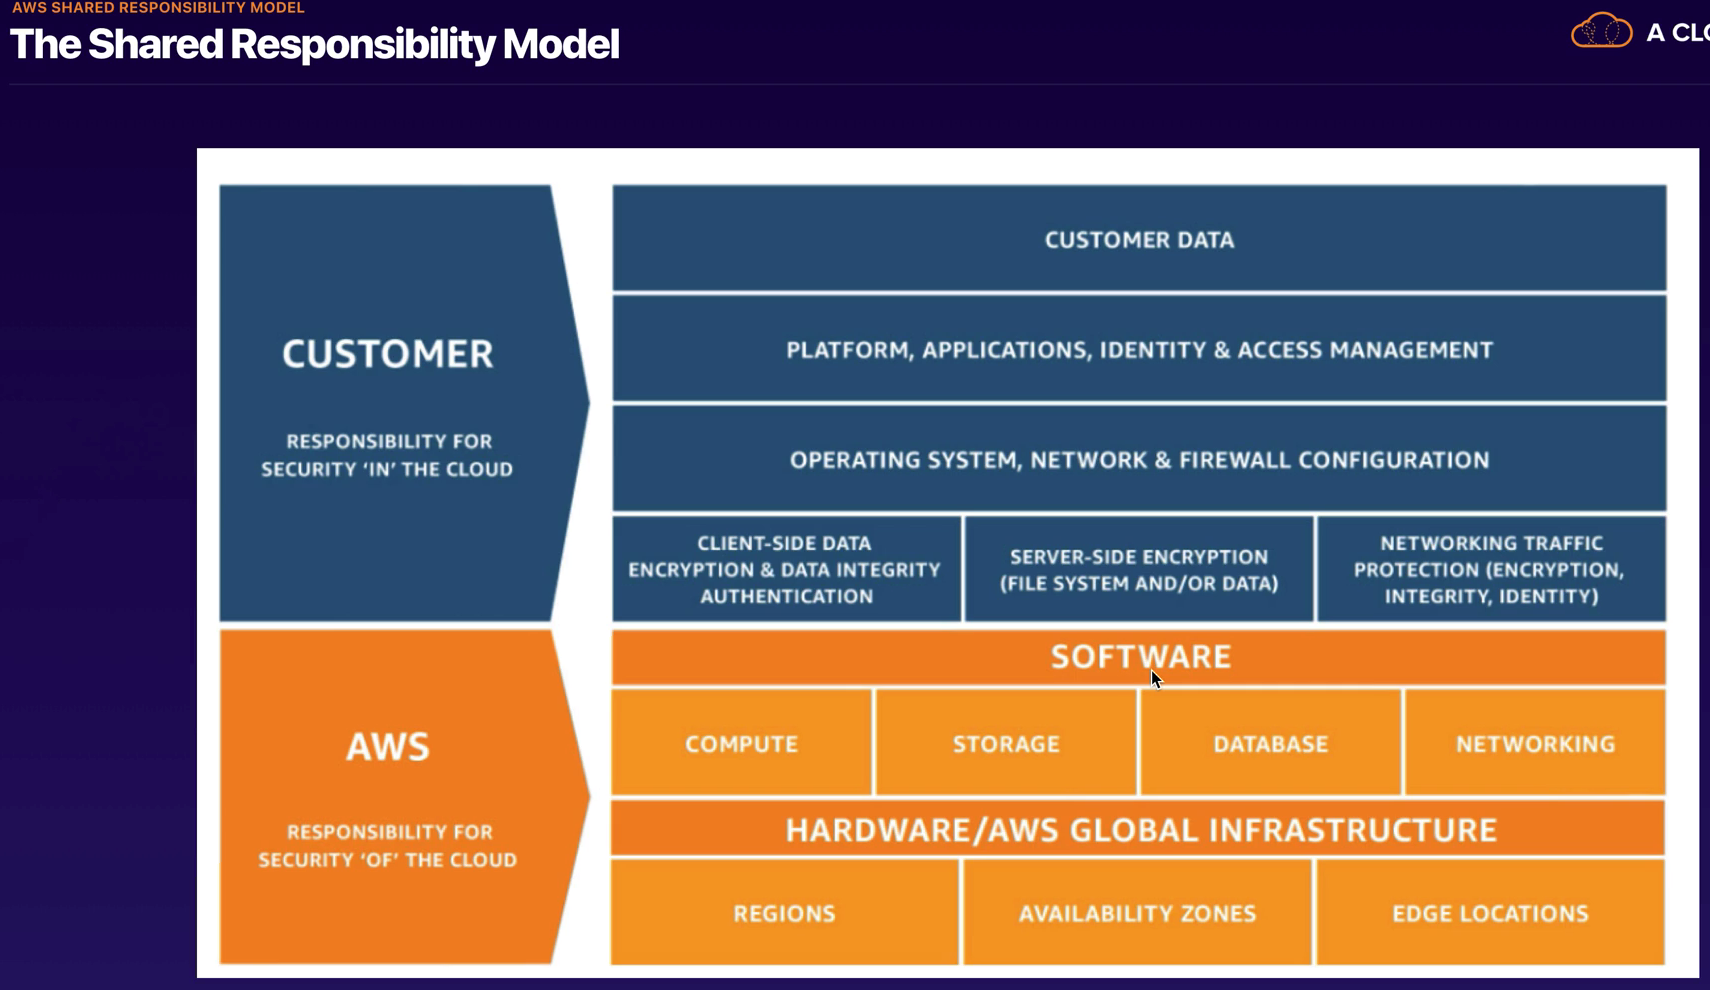 AWS SHARED RESPONSIBILITY MODEL
The Shared Responsibility Model
A CLO
CUSTOMER
RESPONSIBILITY FOR
SECURITY ‘IN’ THE CLOUD
CUSTOMER DATA
PLATFORM, APPLICATIONS, IDENTITY & ACCESS MANAGEMENT
OPERATING SYSTEM, NETWORK & FIREWALL CONFIGURATION
CLIENT-SIDE DATA
ENCRYPTION & DATA INTEGRITY
AUTHENTICATION
SERVER-SIDE ENCRYPTION
(FILE SYSTEM AND/OR DATA)
NETWORKING TRAFFIC
PROTECTION (ENCRYPTION,
INTEGRITY, IDENTITY)
AWS
RESPONSIBILITY FOR
SECURITY ‘OF’ THE CLOUD
SOFTWARE
COMPUTE
STORAGE
DATABASE
NETWORKING
HARDWARE/AWS GLOBAL INFRASTRUCTURE
REGIONS
AVAILABILITY ZONES
EDGE LOCATIONS